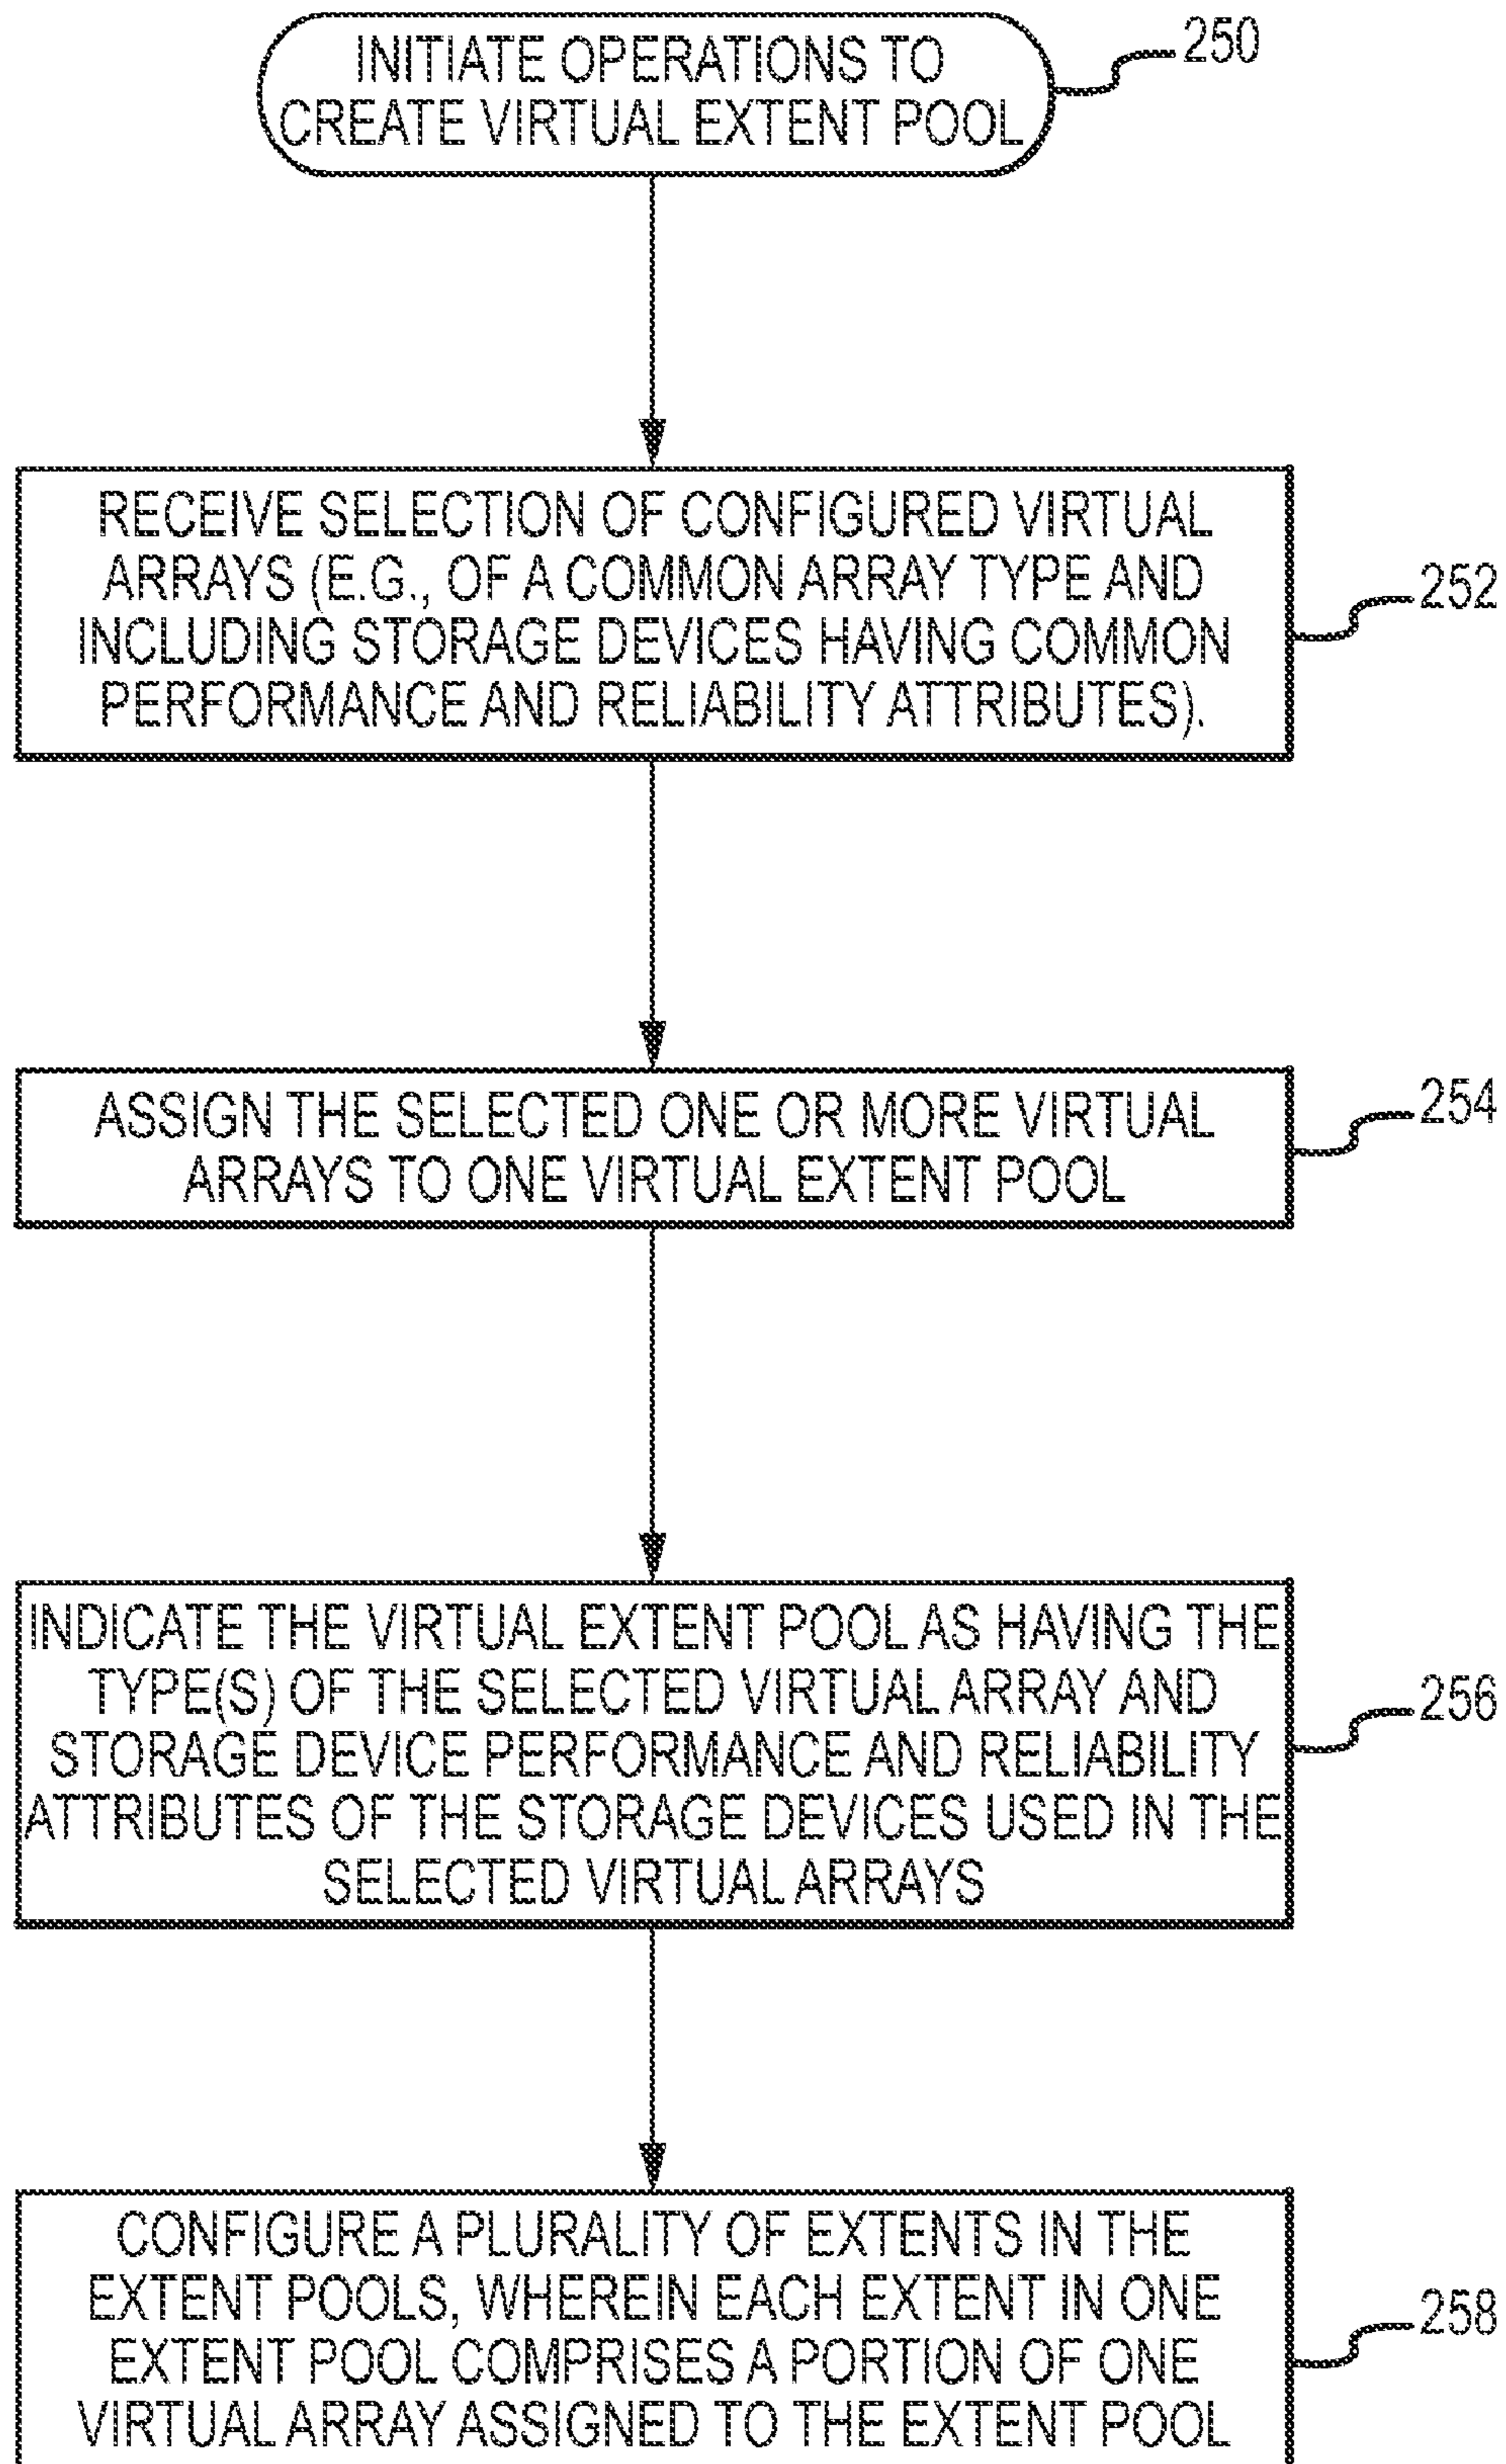 INITIATE OPERATIONS TO
CREATE VIRTUAL EXTENT POOL
250
RECEIVE SELECTION OF CONFIGURED VIRTUAL
ARRAYS (E.G., OF A COMMON ARRAY TYPE AND
INCLUDING STORAGE DEVICES HAVING COMMON
PERFORMANCE AND RELIABILITY ATTRIBUTES).
252
ASSIGN THE SELECTED ONE OR MORE VIRTUAL
ARRAYS TO ONE VIRTUAL EXTENT POOL
254
INDICATE THE VIRTUAL EXTENT POOL AS HAVING THE
TYPE(S) OF THE SELECTED VIRTUAL ARRAY AND
STORAGE DEVICE PERFORMANCE AND RELIABILITY
ATTRIBUTES OF THE STORAGE DEVICES USED IN THE
SELECTED VIRTUAL ARRAYS
256
CONFIGURE A PLURALITY OF EXTENTS IN THE
EXTENT POOLS, WHEREIN EACH EXTENT IN ONE
EXTENT POOL COMPRISES A PORTION OF ONE
VIRTUAL ARRAY ASSIGNED TO THE EXTENT POOL
258